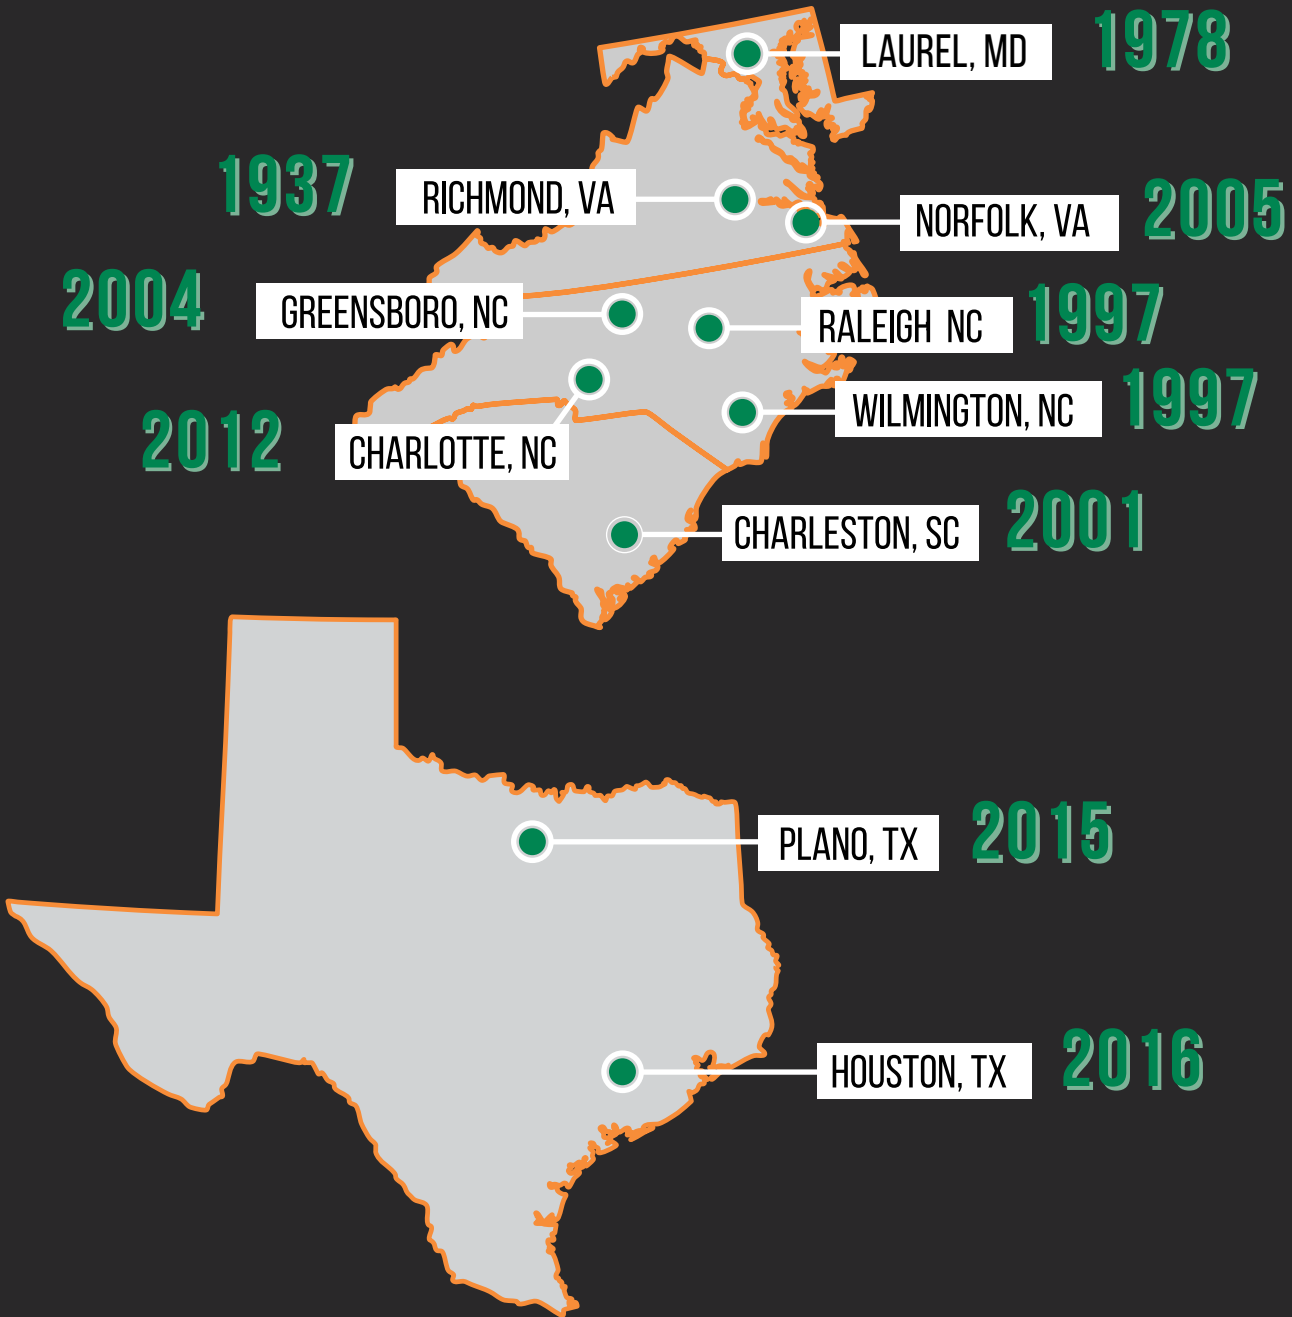 LAUREL, MD 1978
1937 RICHMOND, VA
NORFOLK, VA 2005
2004 GREENSBORO, NC
RALEIGH NC 1997
WILMINGTON, NC 1997
2012 CHARLOTTE, NC
CHARLESTON, SC 2001
PLANO, TX 2015
HOUSTON, TX 2016